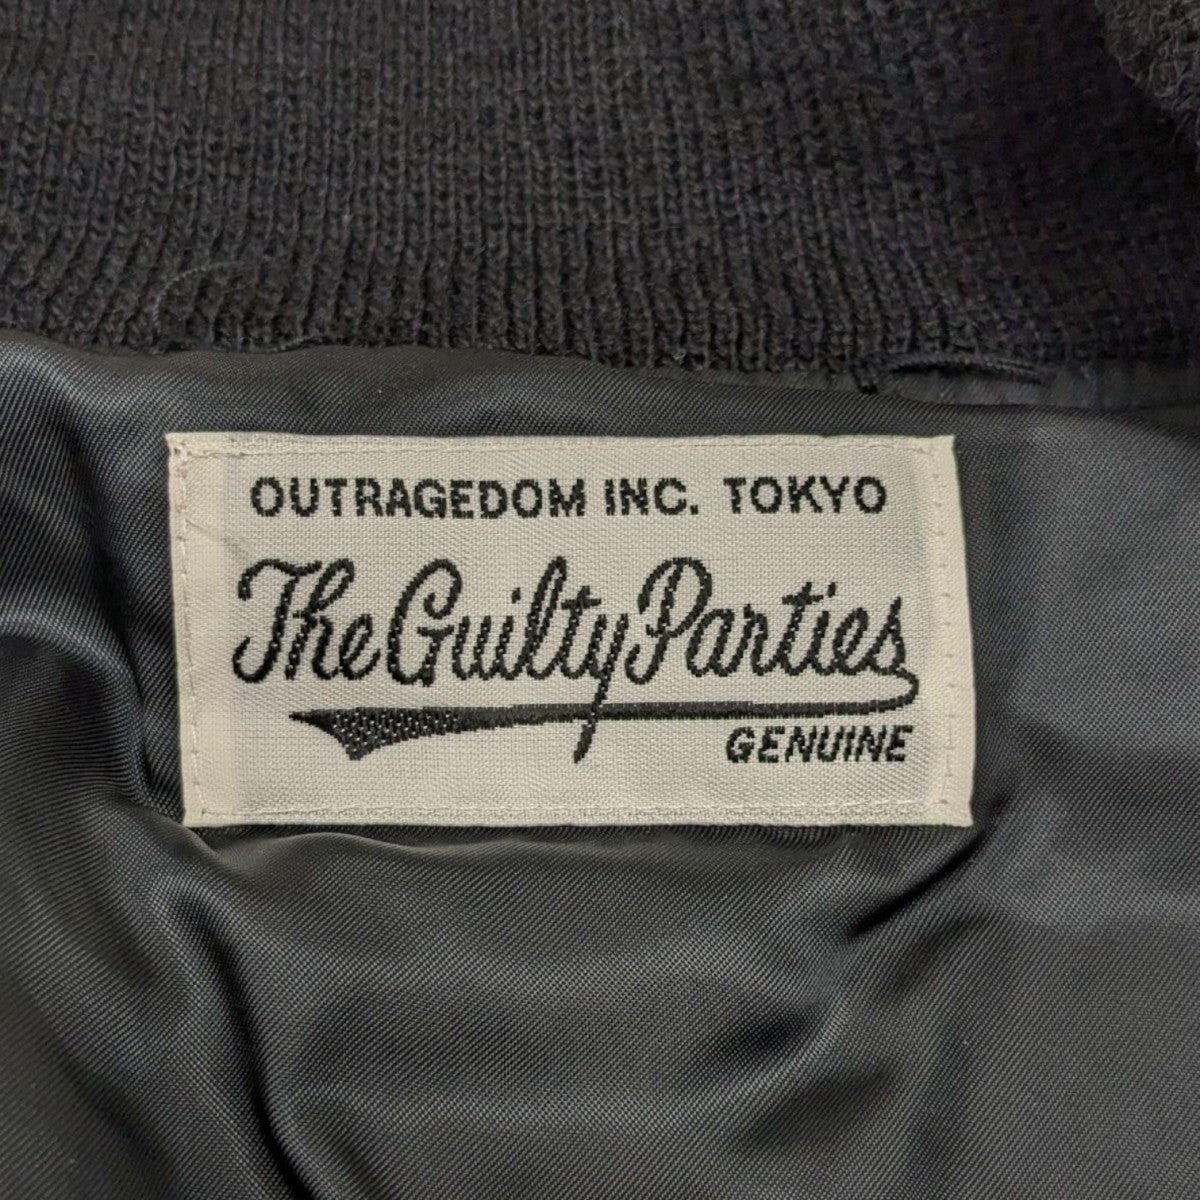 OUTRAGEDOM INC. TOKYO
The Guilty Parties
GENUINE